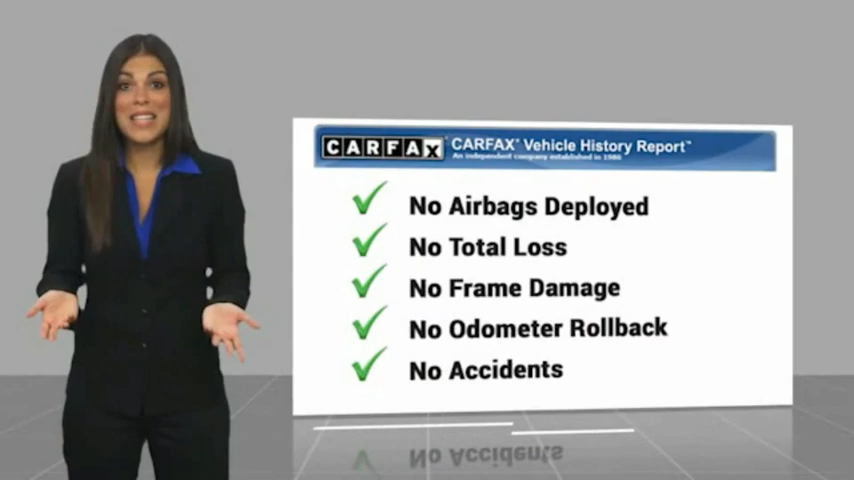 CARFAX CARFAX® Vehicle History Report™
An independent company established in 1986
No Airbags Deployed
No Total Loss
No Frame Damage
No Odometer Rollback
No Accidents
No Accidents